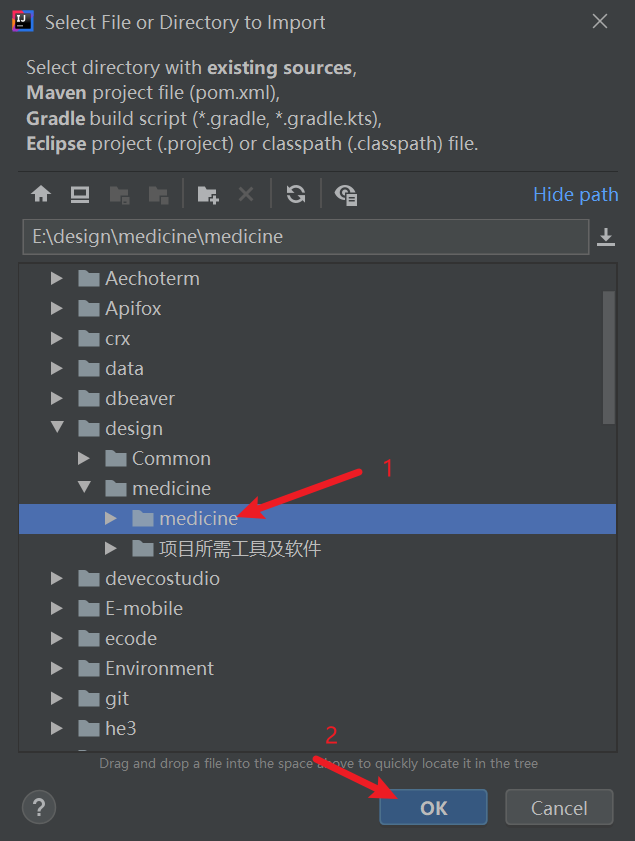 IJ
Select File or Directory to Import
Select directory with existing sources,
Maven project file (pom.xml),
Gradle build script (*.gradle, *.gradle.kts),
Eclipse project (.project) or classpath (.classpath) file.
Hide path
E:\design\medicine\medicine
Aechoterm
Apifox
crx
data
dbeaver
design
Common
1
medicine
medicine
项目所需工具及软件
devecostudio
E-mobile
ecode
Environment
git
he3
2
Drag and drop a file into the space above to quickly locate it in the tree
?
OK
Cancel